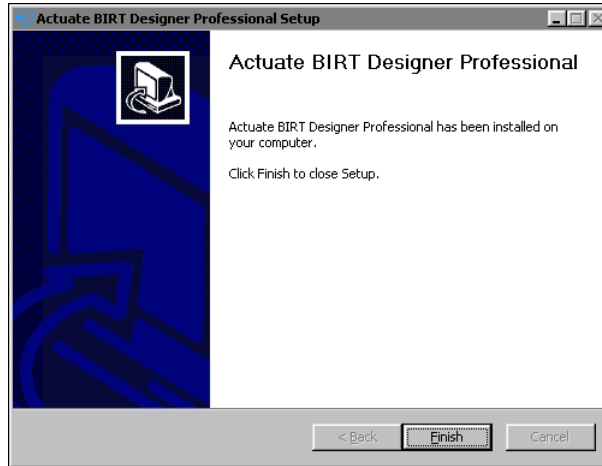 Actuate BIRT Designer Professional Setup
Actuate BIRT Designer Professional
Actuate BIRT Designer Professional has been installed on
your computer.
Click Finish to close Setup.
< Back
Finish
Cancel